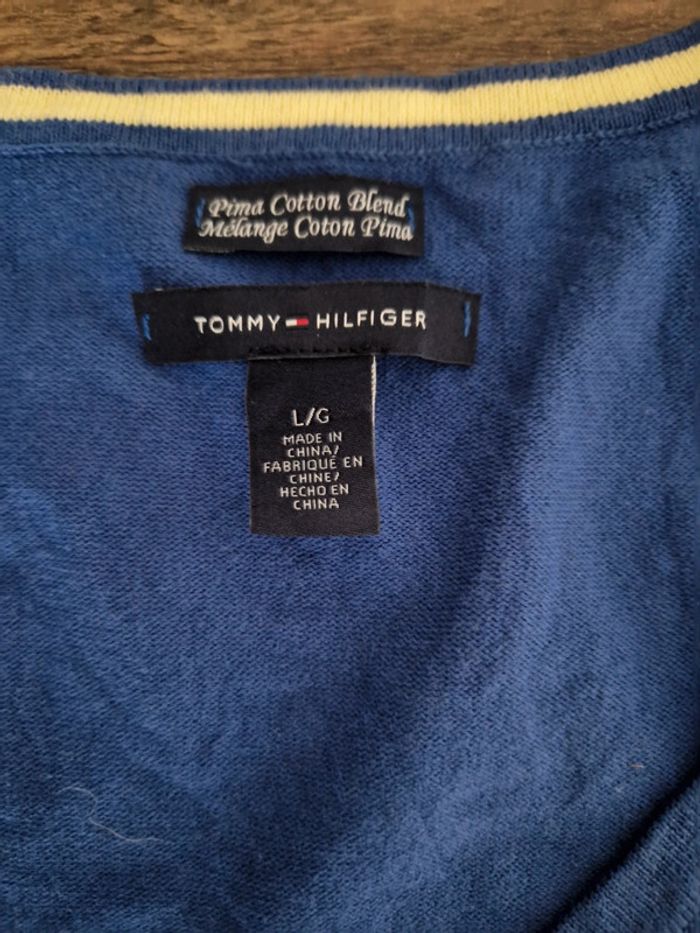 Pima Cotton Blend
Mélange Coton Pima
TOMMY HILFIGER
L/G
MADE IN
CHINA/
FABRIQUÉ EN
CHINE/
HECHO EN
CHINA